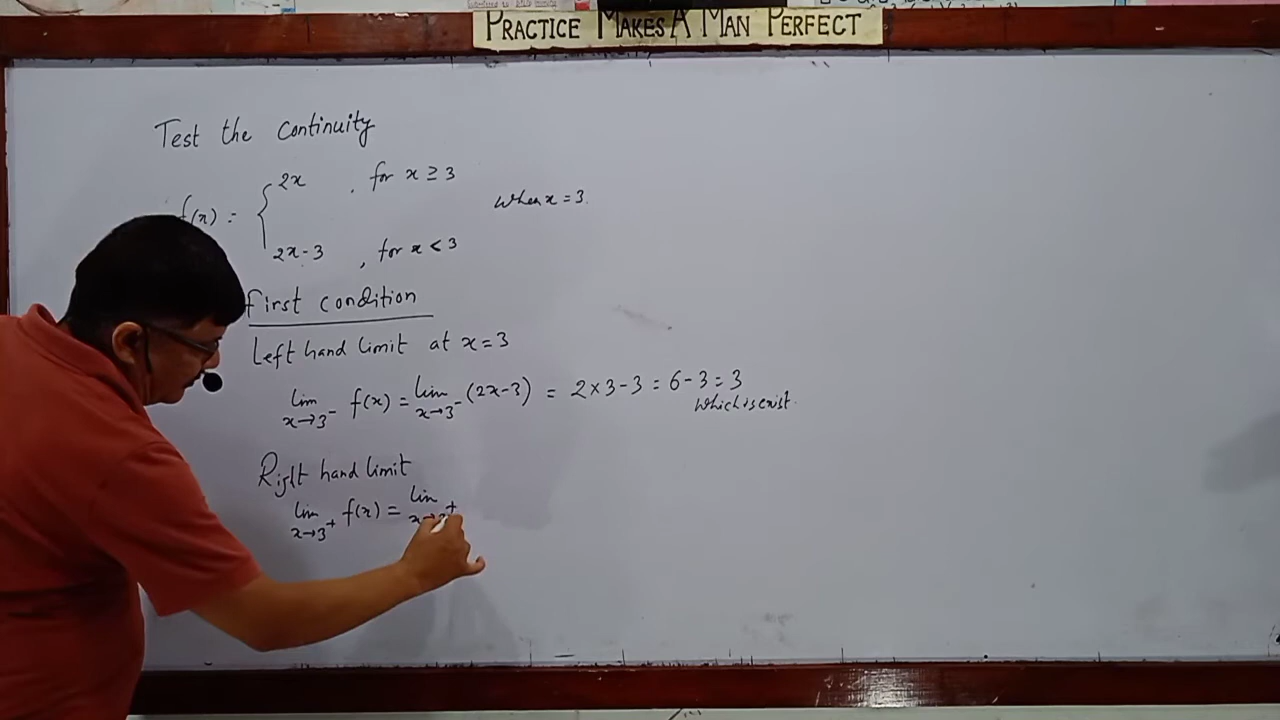 PRACTICE MAKES A MAN PERFECT
Test the Continuity
f(x) = { 2x , for x ≥ 3
2x-3 , for x < 3
when x = 3.
First condition
Left hand limit at x=3
lim x→3⁻ f(x) = lim x→3⁻ (2x-3) = 2×3-3 = 6-3 = 3
which is exist.
Right hand limit
lim x→3⁺ f(x) = lim x→3⁺